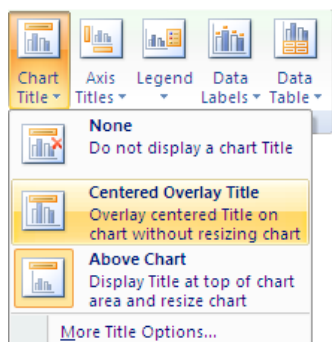 Chart Axis Legend Data Data
Title Titles Labels Table
None
Do not display a chart Title
Centered Overlay Title
Overlay centered Title on
chart without resizing chart
Above Chart
Display Title at top of chart
area and resize chart
More Title Options...